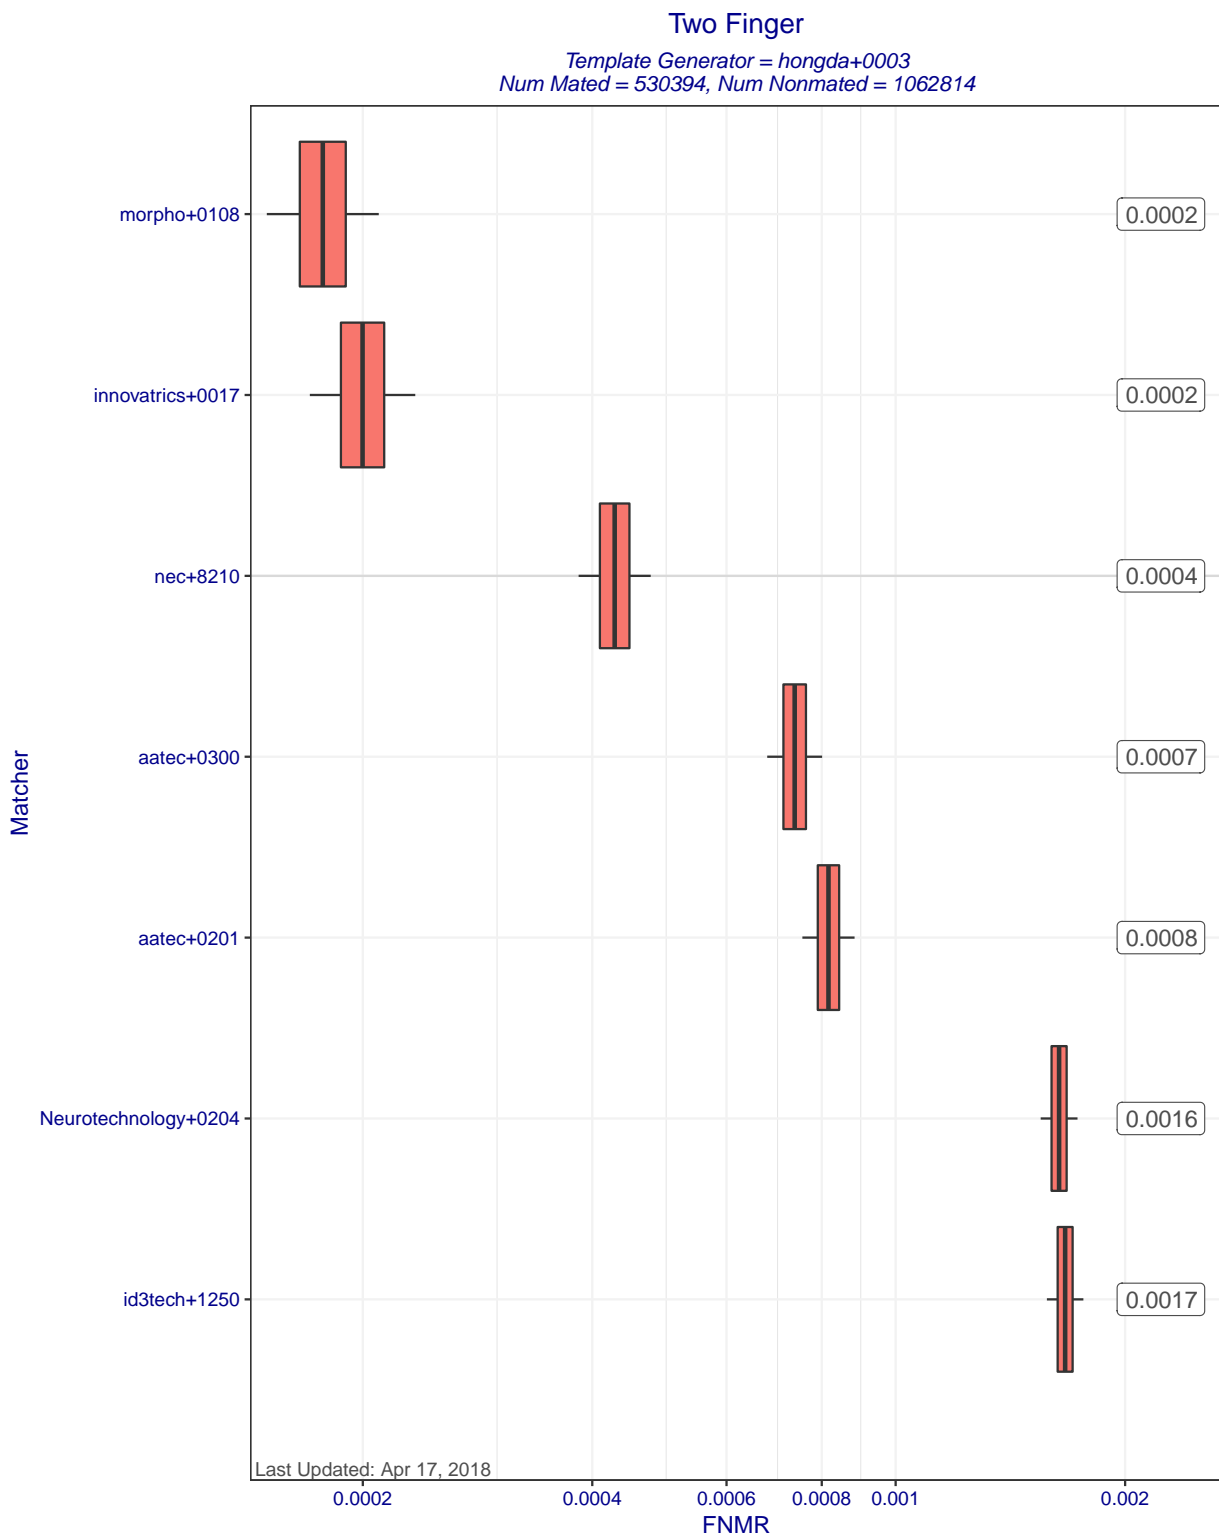 Two Finger
Template Generator = hongda+0003
Num Mated = 530394, Num Nonmated = 1062814
morpho+0108
0.0002
innovatrics+0017
0.0002
nec+8210
0.0004
aatec+0300
0.0007
Matcher
aatec+0201
0.0008
Neurotechnology+0204
0.0016
id3tech+1250
0.0017
Last Updated: Apr 17, 2018
0.0002
0.0004
0.0006
0.0008
0.001
0.002
FNMR